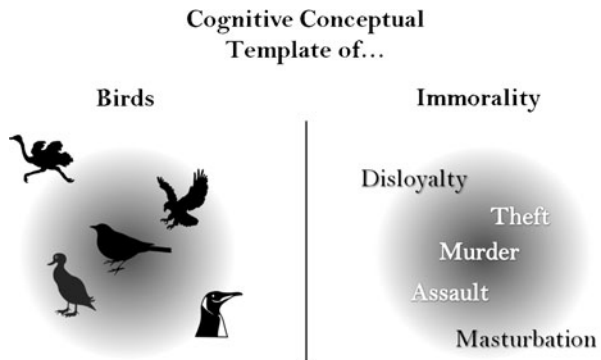 Cognitive Conceptual
Template of...
Birds
Immorality
Disloyalty
Theft
Murder
Assault
Masturbation